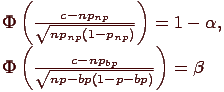 Φ ( (c−np_{np}) / √(np_{np}(1−p_{np})) ) = 1 − α,
Φ ( (c−np_{bp}) / √(np−bp(1−p−bp)) ) = β